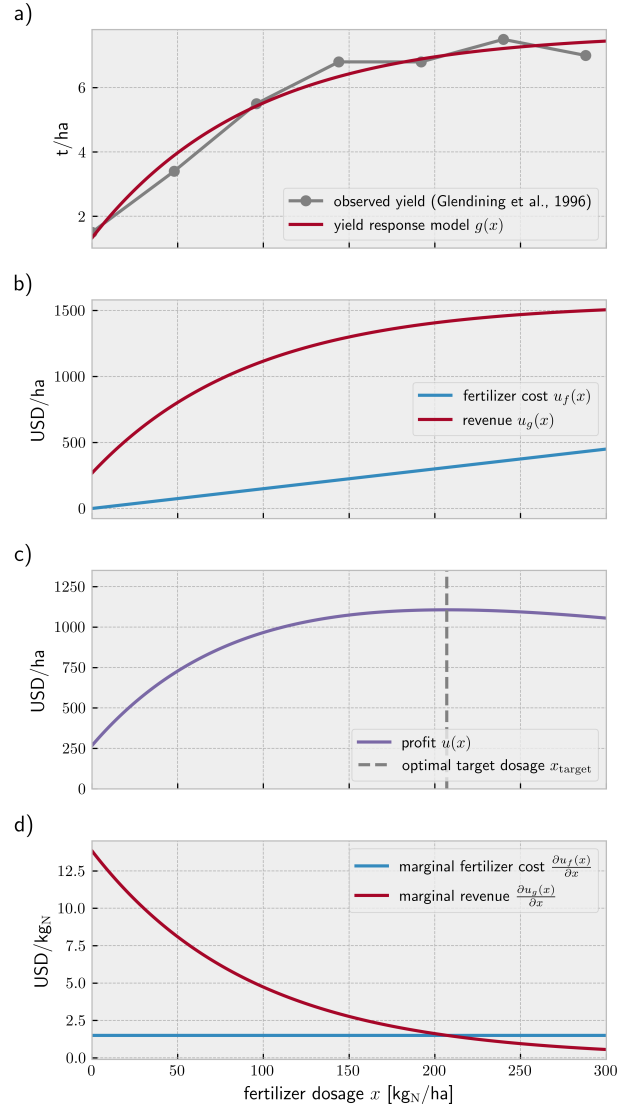 a)
6
4
2
t/ha
observed yield (Glendining et al., 1996)
yield response model g(x)
b)
1500
1000
500
0
USD/ha
fertilizer cost u_f(x)
revenue u_g(x)
c)
1250
1000
750
500
250
0
USD/ha
profit u(x)
optimal target dosage x_target
d)
12.5
10.0
7.5
5.0
2.5
0.0
USD/kg_N
marginal fertilizer cost ∂u_f(x)/∂x
marginal revenue ∂u_g(x)/∂x
0 50 100 150 200 250 300
fertilizer dosage x [kg_N/ha]